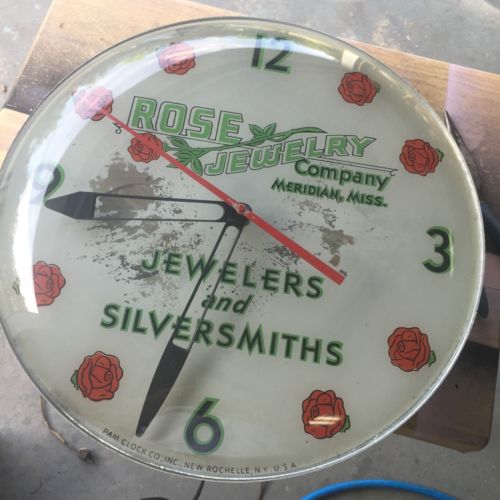 12
ROSE
JEWELRY
Company
MERIDIAN, MISS.
9
3
JEWELERS
and
SILVERSMITHS
6
PAM CLOCK CO., INC., NEW ROCHELLE, N.Y. U.S.A